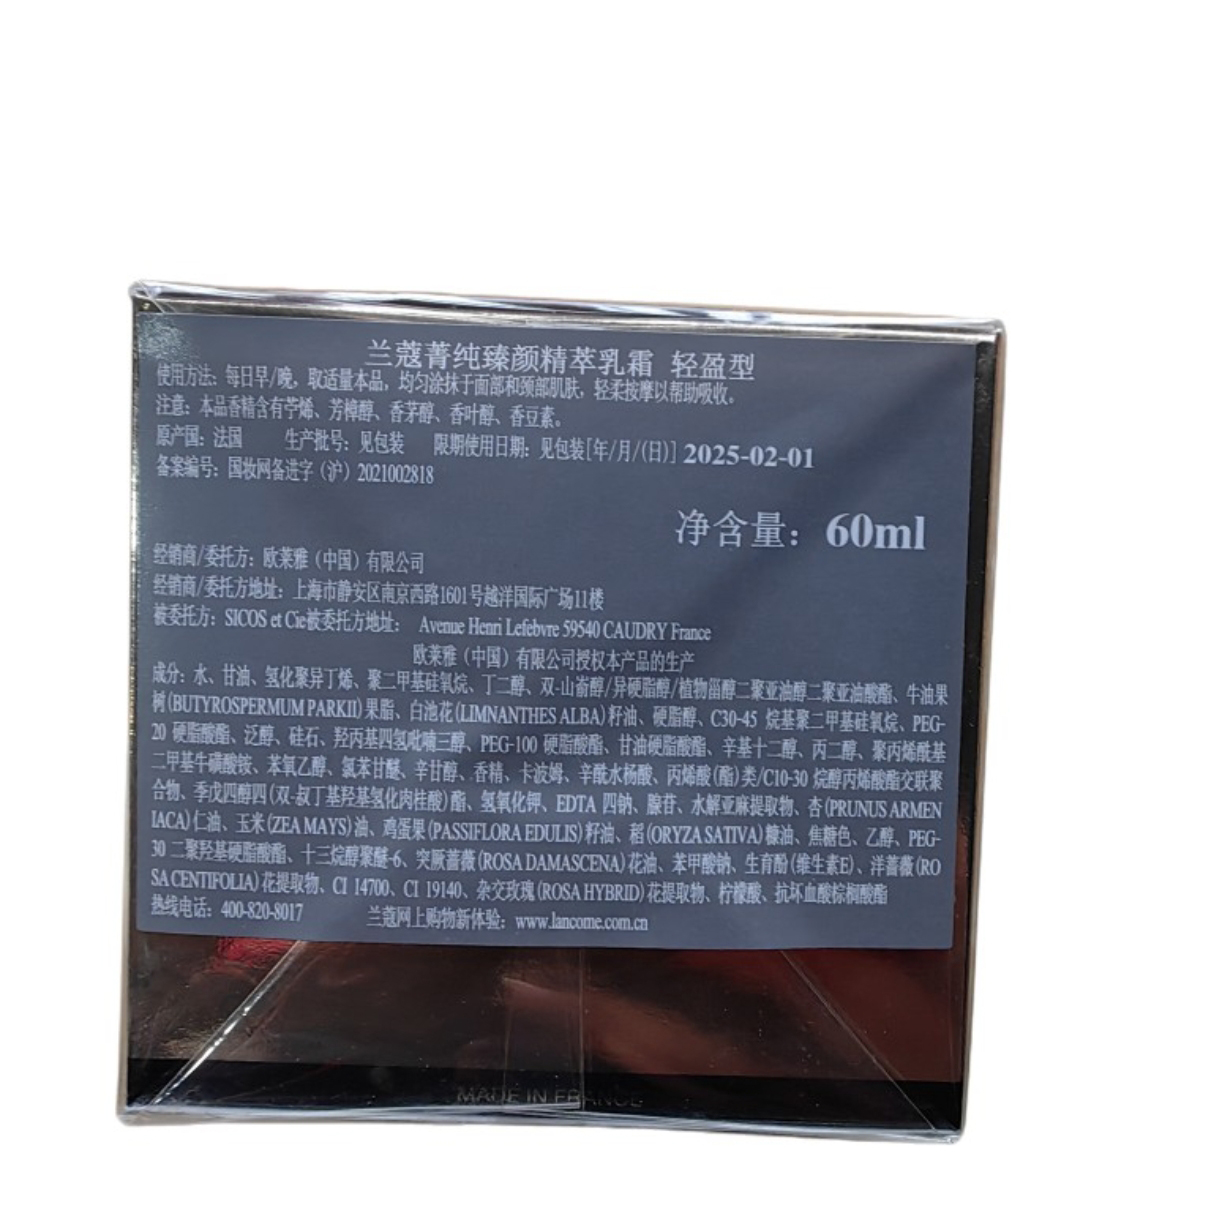 兰蔻菁纯臻颜精萃乳霜 轻盈型
使用方法：每日早/晚，取适量本品，均匀涂抹于面部和颈部肌肤，轻柔按摩以帮助吸收。
注意：本品香精含有苧烯、芳樟醇、香茅醇、香叶醇、香豆素。
原产国：法国 生产批号：见包装 限期使用日期：见包装[年/月/(日)] 2025-02-01
备案编号：国妆网备进字（沪）2021002818
净含量：60ml
经销商/委托方：欧莱雅（中国）有限公司
经销商/委托方地址：上海市静安区南京西路1601号越洋国际广场11楼
被委托方：SICOS et Cie被委托方地址： Avenue Henri Lefebvre 59540 CAUDRY France
欧莱雅（中国）有限公司授权本产品的生产
成分：水、甘油、氢化聚异丁烯、聚二甲基硅氧烷、丁二醇、双-山嵛醇/异硬脂醇/植物甾醇二聚亚油醇二聚亚油酸酯、牛油果
树(BUTYROSPERMUM PARKII)果脂、白池花(LIMNANTHES ALBA)籽油、硬脂醇、C30-45 烷基聚二甲基硅氧烷、PEG-
20 硬脂酸酯、泛醇、硅石、羟丙基四氢吡喃三醇、PEG-100 硬脂酸酯、甘油硬脂酸酯、辛基十二醇、丙二醇、聚丙烯酰基
二甲基牛磺酸铵、苯氧乙醇、氯苯甘醚、辛甘醇、香精、卡波姆、辛酰水杨酸、丙烯酸(酯)类/C10-30 烷醇丙烯酸酯交联聚
合物、季戊四醇四(双-叔丁基羟基氢化肉桂酸)酯、氢氧化钾、EDTA 四钠、腺苷、水解亚麻提取物、杏(PRUNUS ARMEN
IACA)仁油、玉米(ZEA MAYS)油、鸡蛋果(PASSIFLORA EDULIS)籽油、稻(ORYZA SATIVA)糠油、焦糖色、乙醇、PEG-
30 二聚羟基硬脂酸酯、十三烷醇聚醚-6、突厥蔷薇(ROSA DAMASCENA)花油、苯甲酸钠、生育酚(维生素E)、洋蔷薇(RO
SA CENTIFOLIA)花提取物、CI 14700、CI 19140、杂交玫瑰(ROSA HYBRID)花提取物、柠檬酸、抗坏血酸棕榈酸酯
热线电话：400-820-8017 兰蔻网上购物新体验：www.lancome.com.cn
MADE IN FRANCE